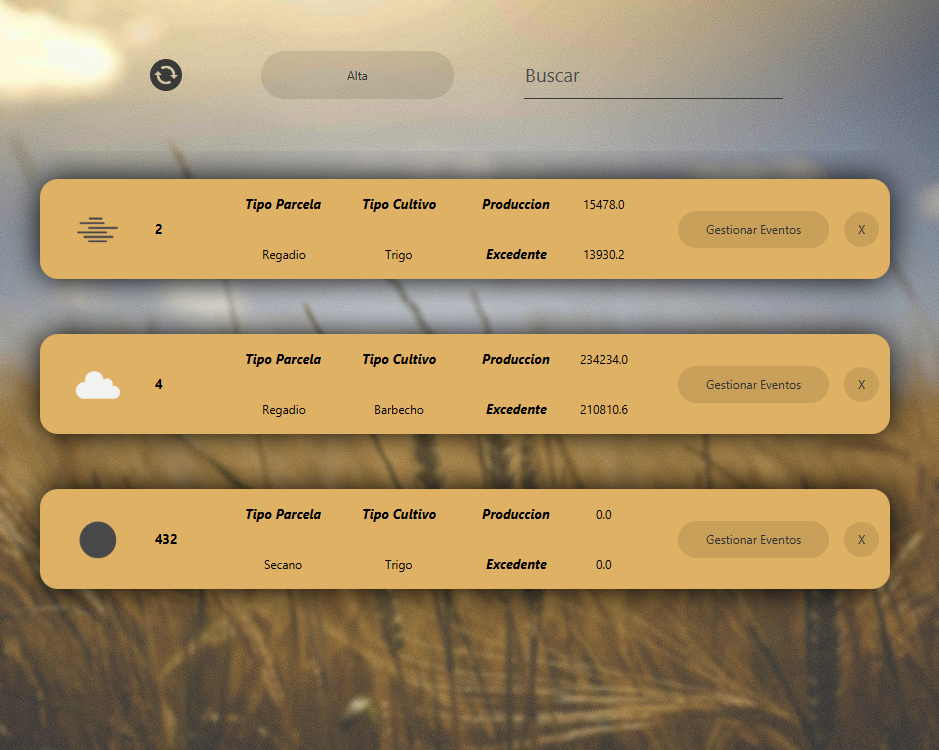 Alta
Buscar
Tipo Parcela Tipo Cultivo Produccion 15478.0
2 Gestionar Eventos X
Regadio Trigo Excedente 13930.2
Tipo Parcela Tipo Cultivo Produccion 234234.0
4 Gestionar Eventos X
Regadio Barbecho Excedente 210810.6
Tipo Parcela Tipo Cultivo Produccion 0.0
432 Gestionar Eventos X
Secano Trigo Excedente 0.0